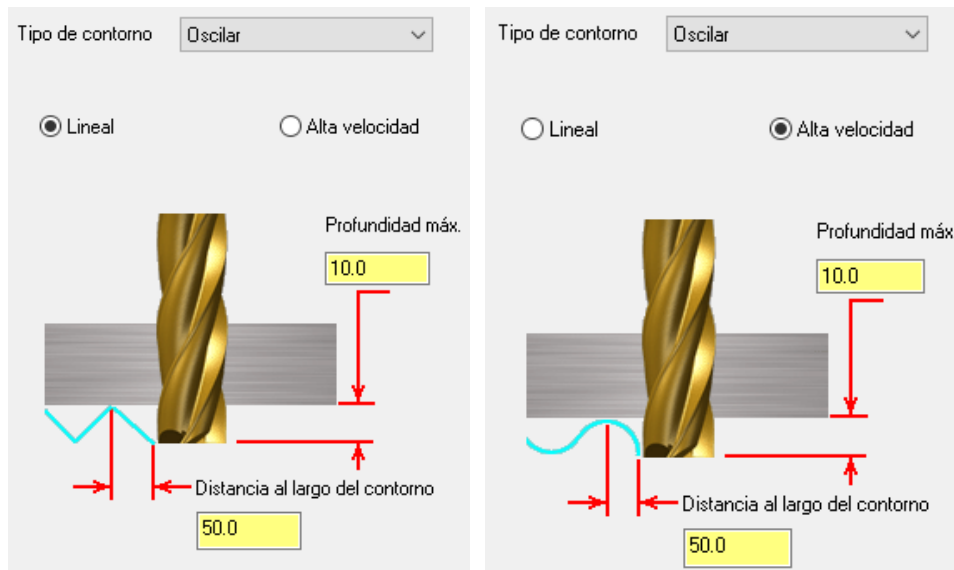 Tipo de contorno Oscilar
Lineal Alta velocidad
Profundidad máx.
10.0
Distancia al largo del contorno
50.0
Tipo de contorno Oscilar
Lineal Alta velocidad
Profundidad máx
10.0
Distancia al largo del contorno
50.0